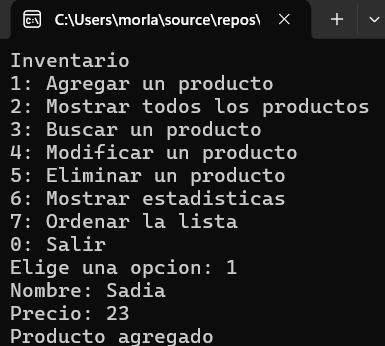 C:\Users\morla\source\repos\
Inventario
1: Agregar un producto
2: Mostrar todos los productos
3: Buscar un producto
4: Modificar un producto
5: Eliminar un producto
6: Mostrar estadisticas
7: Ordenar la lista
0: Salir
Elige una opcion: 1
Nombre: Sadia
Precio: 23
Producto agregado